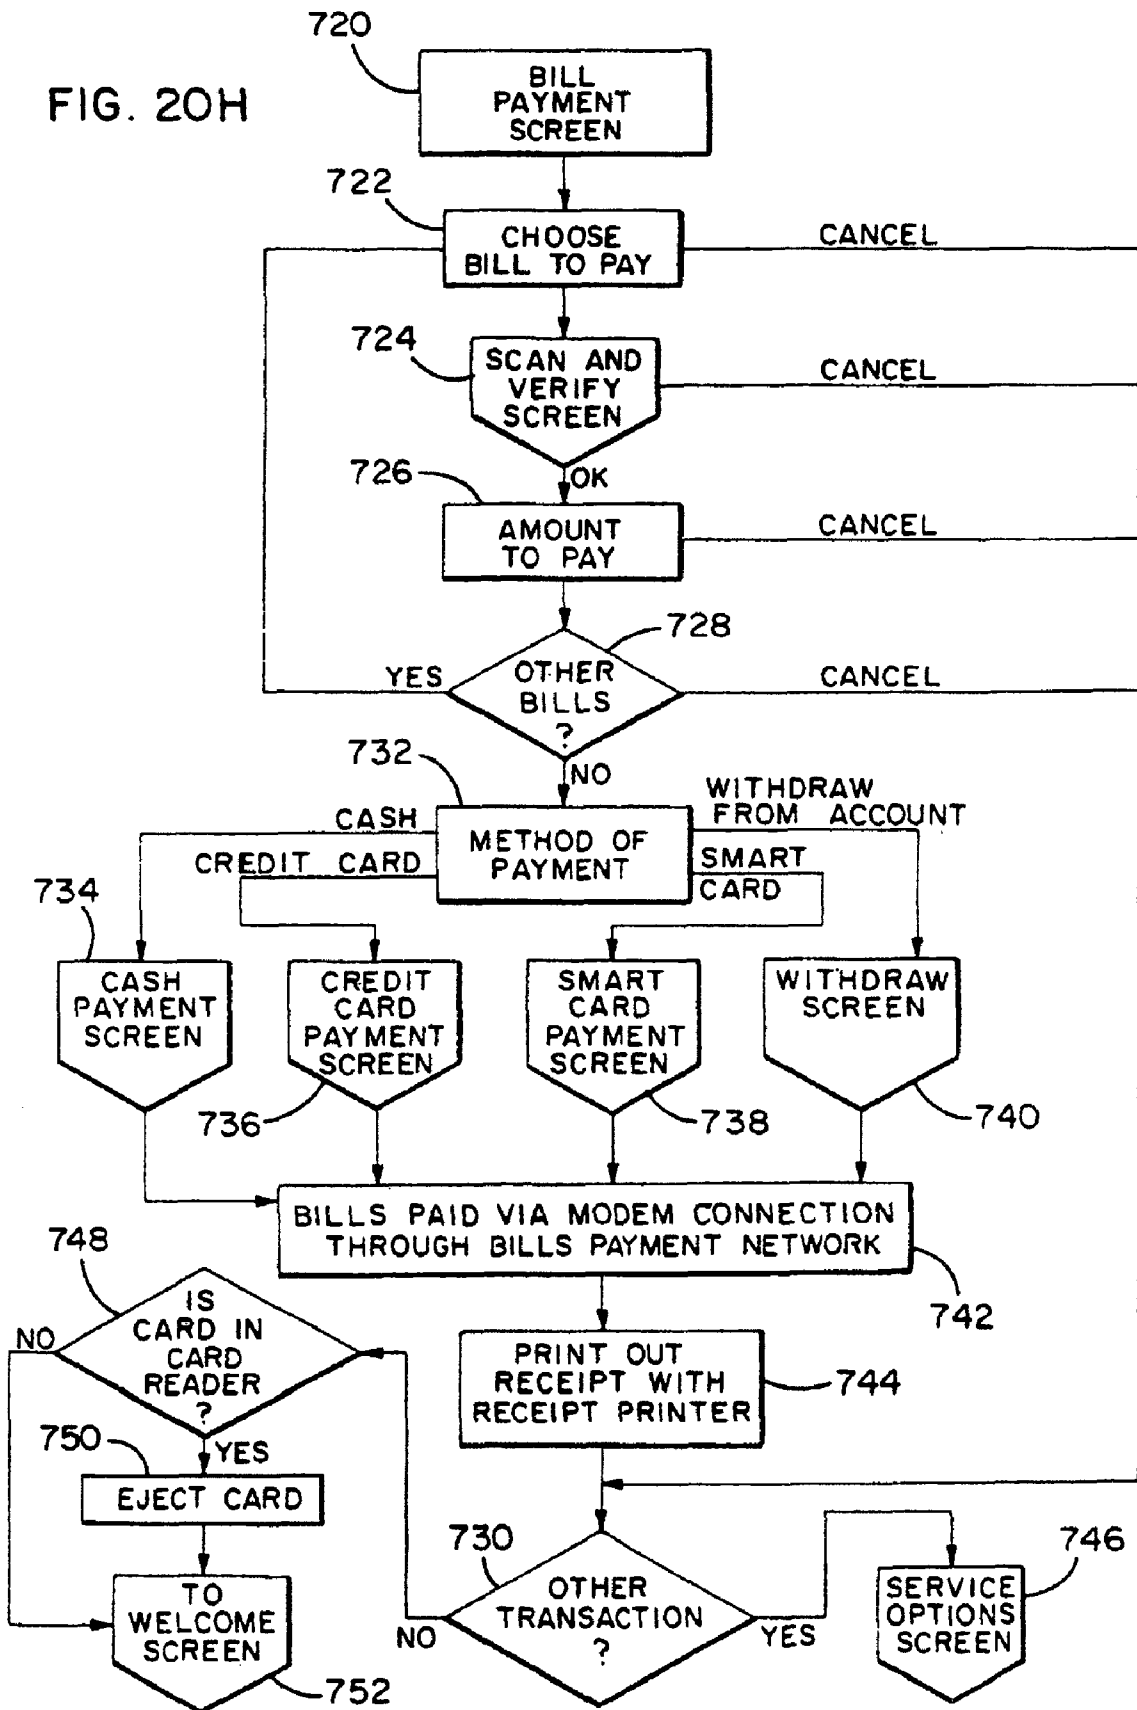 720
FIG. 20H
BILL
PAYMENT
SCREEN
722
CHOOSE
BILL TO PAY
CANCEL
724
SCAN AND
VERIFY
SCREEN
CANCEL
OK
726
AMOUNT
TO PAY
CANCEL
728
OTHER
BILLS
?
YES
CANCEL
NO
732
METHOD OF
PAYMENT
CASH
CREDIT CARD
WITHDRAW
FROM ACCOUNT
SMART
CARD
734
CASH
PAYMENT
SCREEN
CREDIT
CARD
PAYMENT
SCREEN
736
SMART
CARD
PAYMENT
SCREEN
738
WITHDRAW
SCREEN
740
BILLS PAID VIA MODEM CONNECTION
THROUGH BILLS PAYMENT NETWORK
742
748
IS
CARD IN
CARD
READER
?
NO
YES
PRINT OUT
RECEIPT WITH
RECEIPT PRINTER
744
750
EJECT CARD
730
OTHER
TRANSACTION
?
NO
YES
746
SERVICE
OPTIONS
SCREEN
TO
WELCOME
SCREEN
752